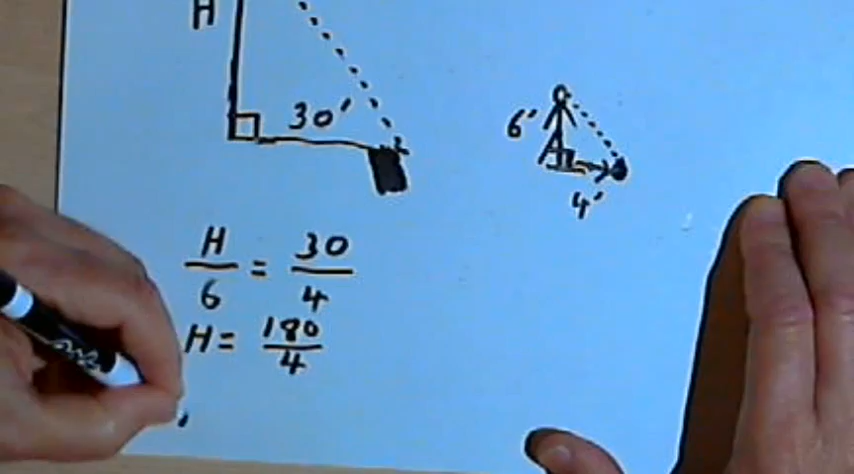 H
30'
6'
4'
H/6 = 30/4
H = 180/4